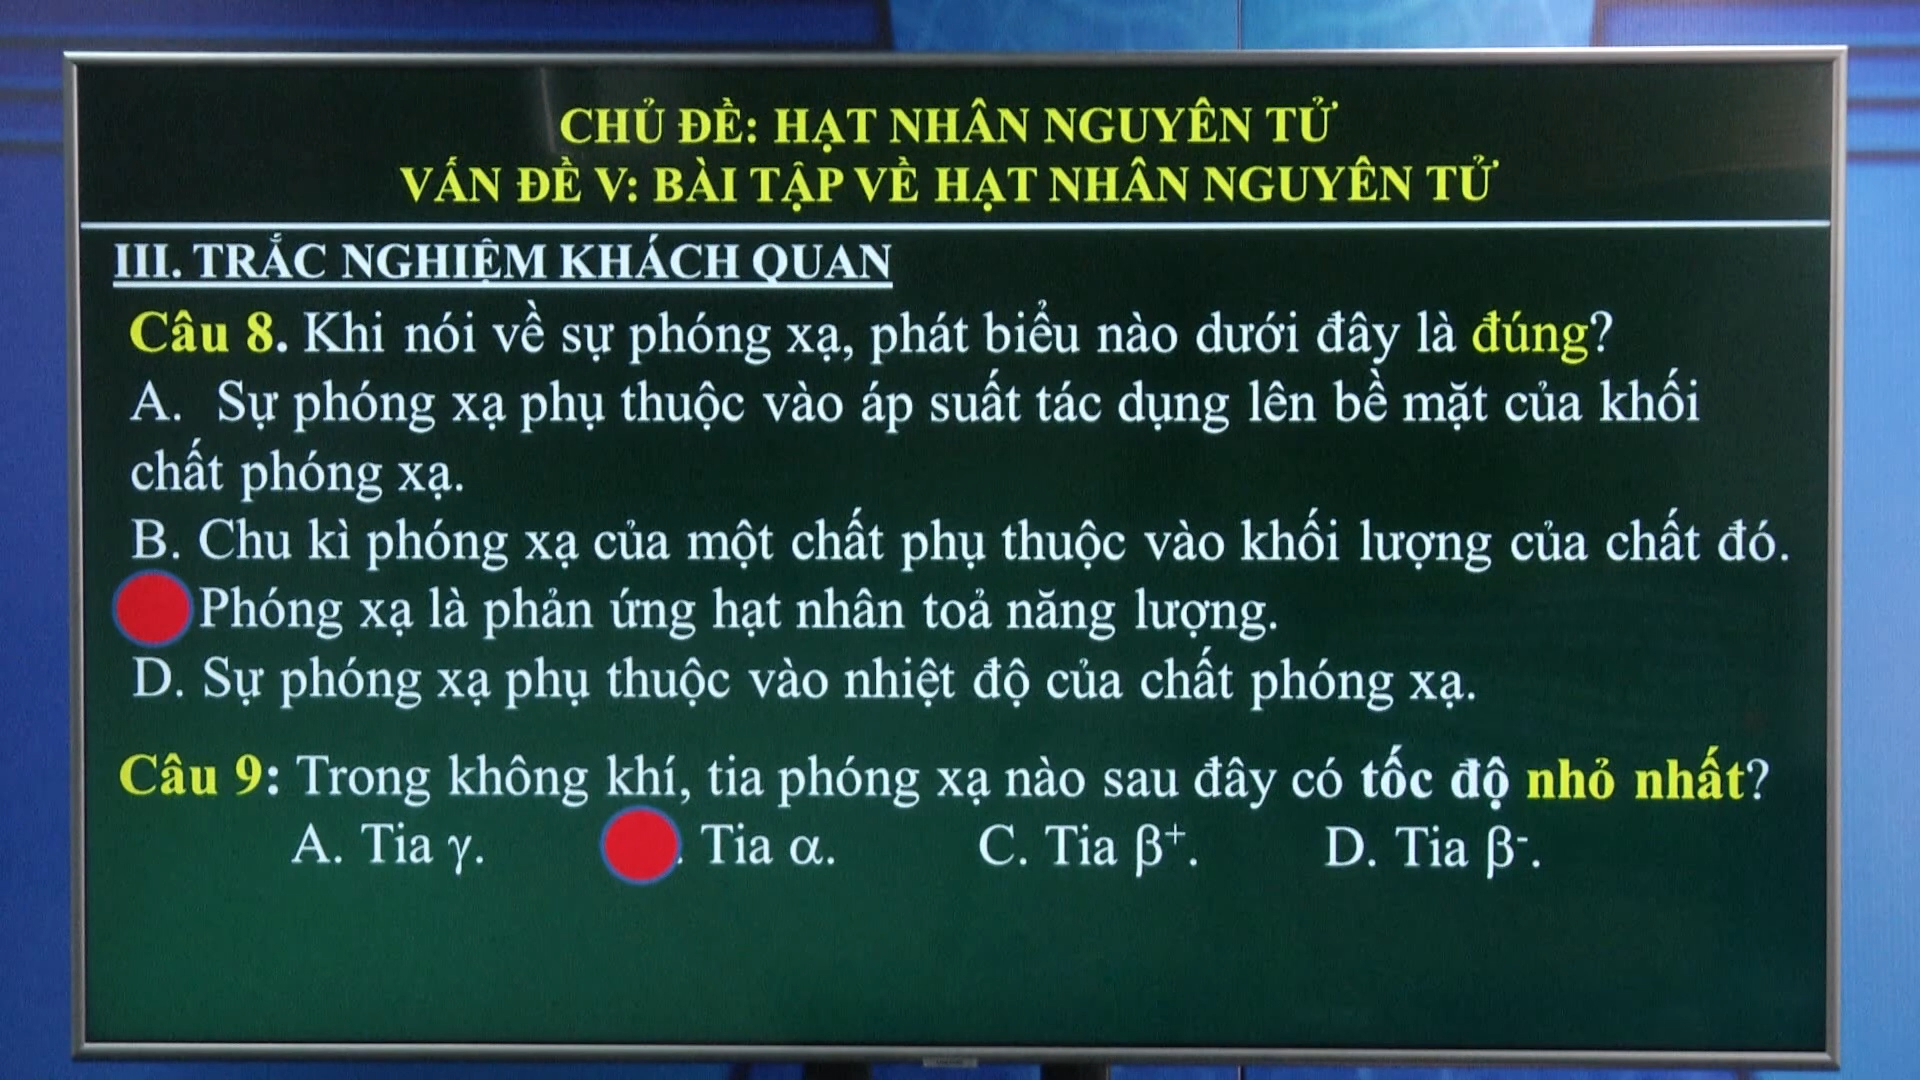 CHỦ ĐỀ: HẠT NHÂN NGUYÊN TỬ
VẤN ĐỀ V: BÀI TẬP VỀ HẠT NHÂN NGUYÊN TỬ
III. TRẮC NGHIỆM KHÁCH QUAN
Câu 8. Khi nói về sự phóng xạ, phát biểu nào dưới đây là đúng?
A. Sự phóng xạ phụ thuộc vào áp suất tác dụng lên bề mặt của khối
chất phóng xạ.
B. Chu kì phóng xạ của một chất phụ thuộc vào khối lượng của chất đó.
Phóng xạ là phản ứng hạt nhân toả năng lượng.
D. Sự phóng xạ phụ thuộc vào nhiệt độ của chất phóng xạ.
Câu 9: Trong không khí, tia phóng xạ nào sau đây có tốc độ nhỏ nhất?
A. Tia γ. . Tia α. C. Tia β⁺. D. Tia β⁻.